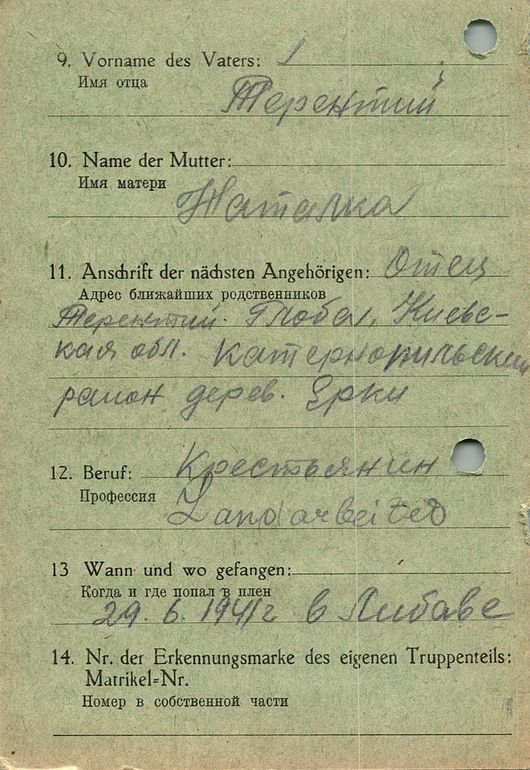 9. Vorname des Vaters:
Имя отца
Терентий
10. Name der Mutter:
Имя матери
Наталка
11. Anschrift der nächsten Angehörigen: Отец
Адрес ближайших родственников
Терентий Глоба. Киевс-
кая обл. Катернопильский
район дерев. Ерки
12. Beruf: Крестьянин
Профессия
Landarbeiter
13 Wann und wo gefangen:
Когда и где попал в плен
29. 6. 1941г в Либаве
14. Nr. der Erkennungsmarke des eigenen Truppenteils:
Matrikel-Nr.
Номер в собственной части